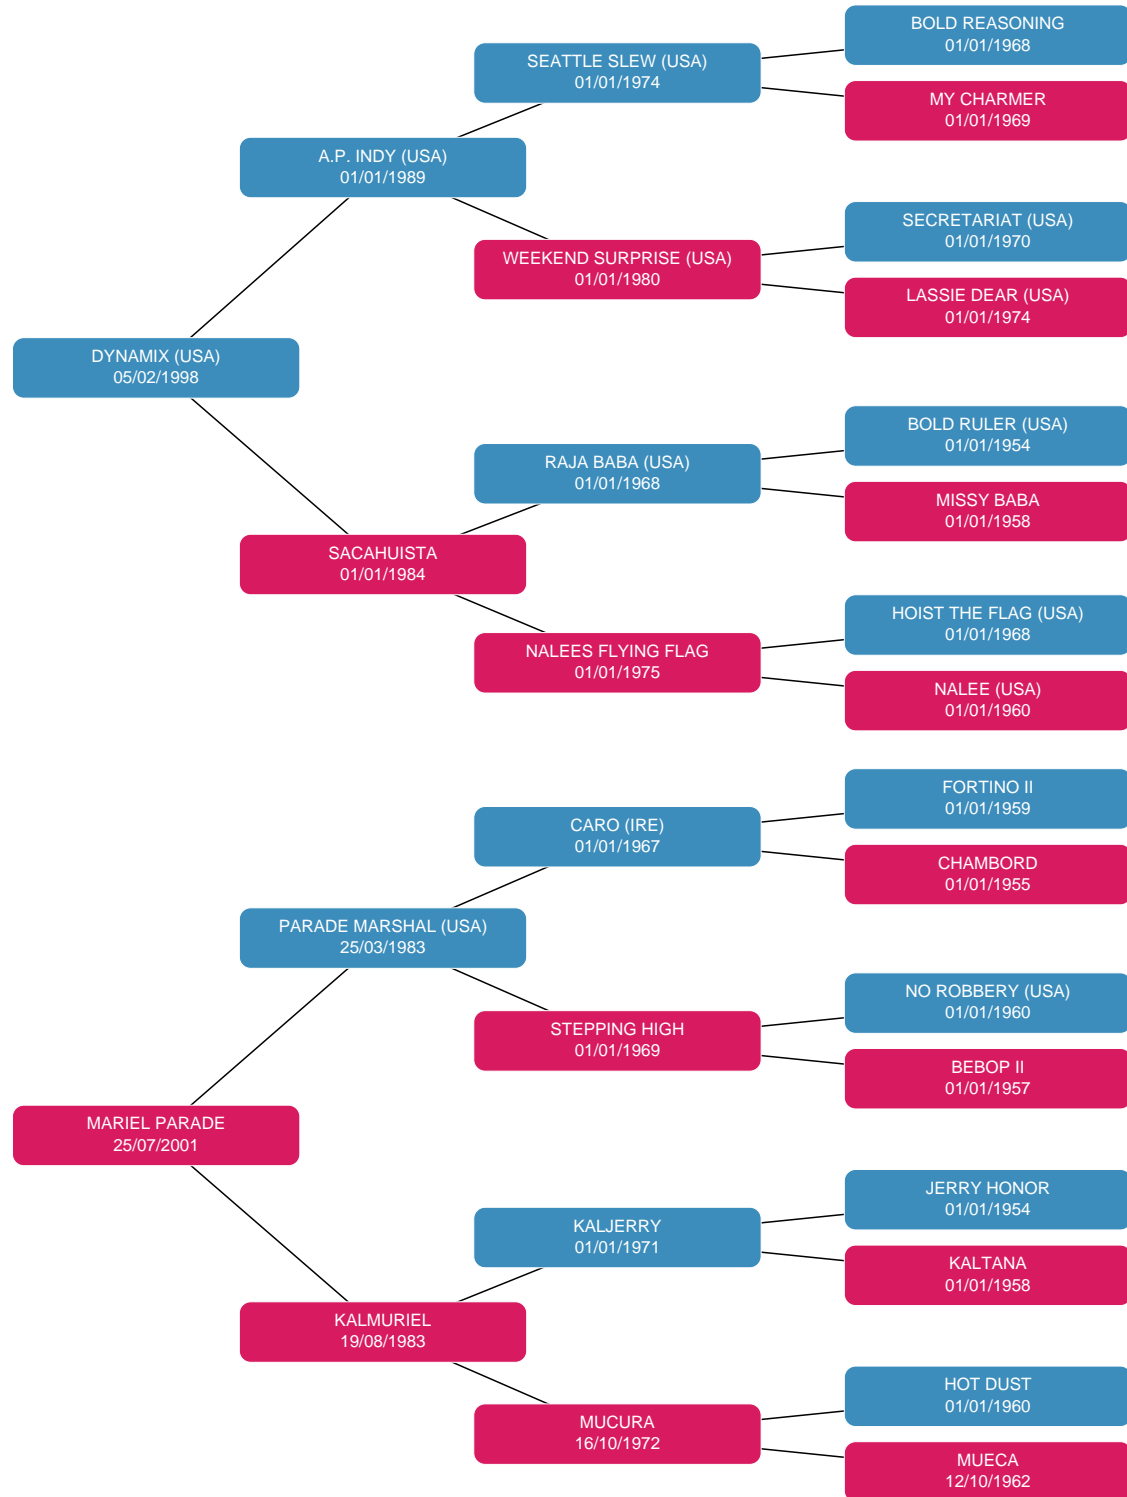 BOLD REASONING
01/01/1968
SEATTLE SLEW (USA)
01/01/1974
MY CHARMER
01/01/1969
A.P. INDY (USA)
01/01/1989
SECRETARIAT (USA)
01/01/1970
WEEKEND SURPRISE (USA)
01/01/1980
LASSIE DEAR (USA)
01/01/1974
DYNAMIX (USA)
05/02/1998
BOLD RULER (USA)
01/01/1954
RAJA BABA (USA)
01/01/1968
MISSY BABA
01/01/1958
SACAHUISTA
01/01/1984
HOIST THE FLAG (USA)
01/01/1968
NALEES FLYING FLAG
01/01/1975
NALEE (USA)
01/01/1960
FORTINO II
01/01/1959
CARO (IRE)
01/01/1967
CHAMBORD
01/01/1955
PARADE MARSHAL (USA)
25/03/1983
NO ROBBERY (USA)
01/01/1960
STEPPING HIGH
01/01/1969
BEBOP II
01/01/1957
MARIEL PARADE
25/07/2001
JERRY HONOR
01/01/1954
KALJERRY
01/01/1971
KALTANA
01/01/1958
KALMURIEL
19/08/1983
HOT DUST
01/01/1960
MUCURA
16/10/1972
MUECA
12/10/1962